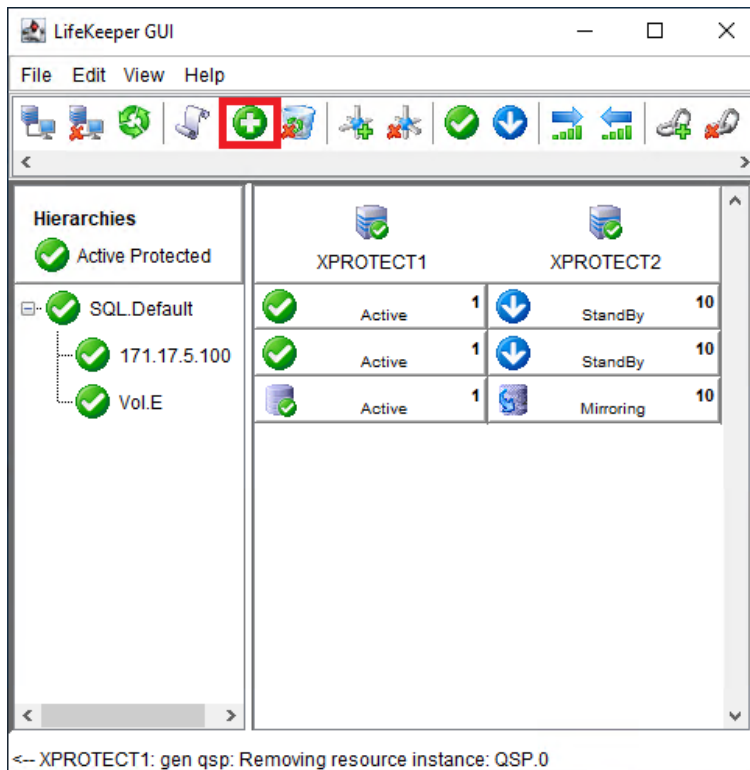 LifeKeeper GUI
File Edit View Help
Hierarchies
Active Protected
XPROTECT1 XPROTECT2
SQL.Default Active 1 StandBy 10
171.17.5.100 Active 1 StandBy 10
Vol.E Active 1 Mirroring 10
<-- XPROTECT1: gen qsp: Removing resource instance: QSP.0